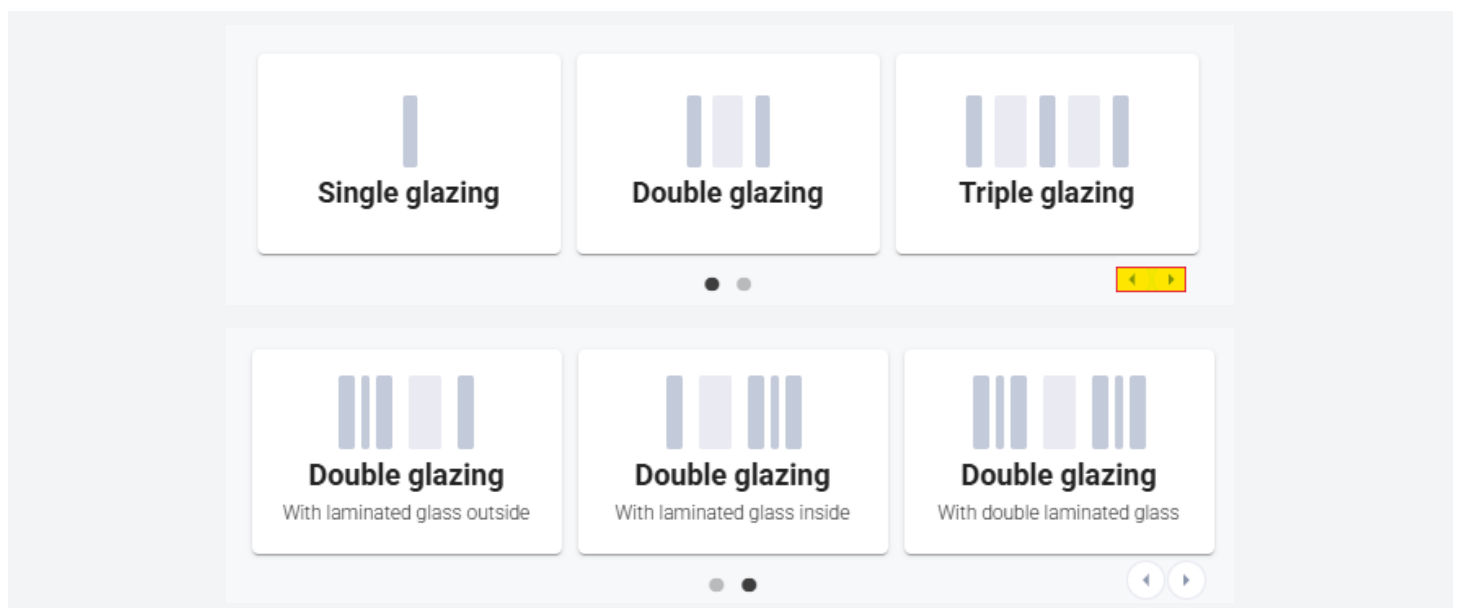 Single glazing
Double glazing
Triple glazing
Double glazing
With laminated glass outside
Double glazing
With laminated glass inside
Double glazing
With double laminated glass